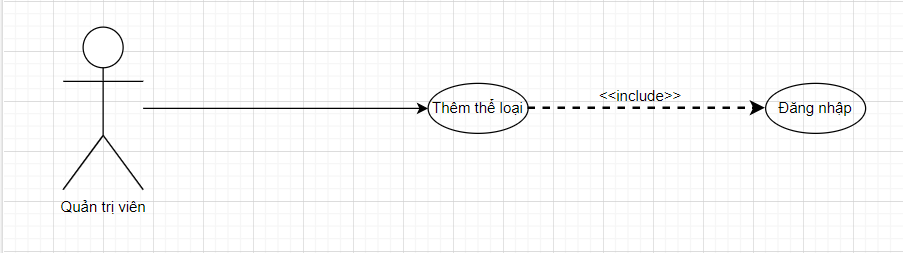 <<include>>
Thêm thể loại
Đăng nhập
Quản trị viên